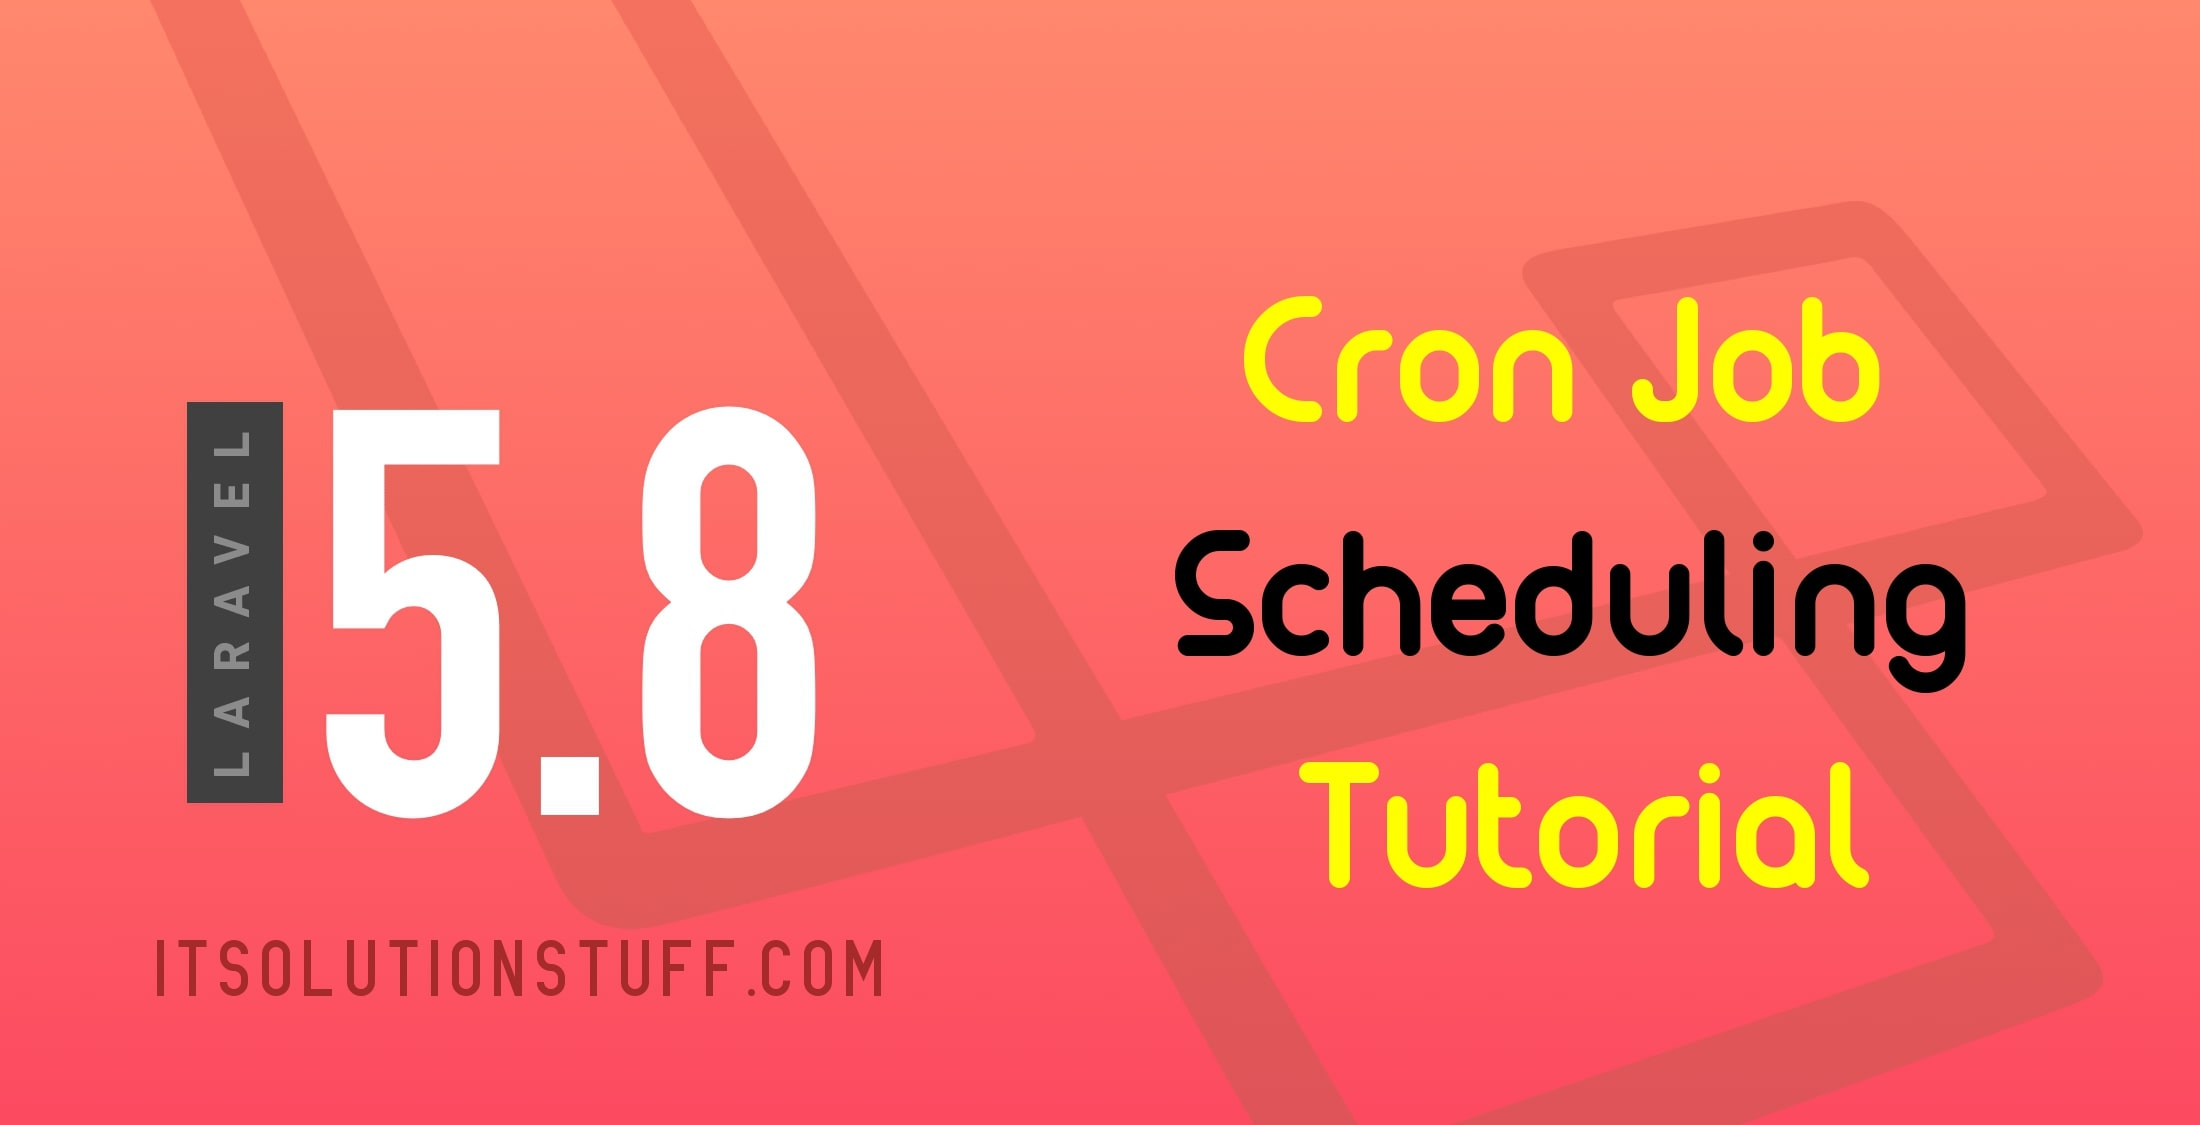 LARAVEL
5.8
ITSOLUTIONSTUFF.COM
Cron Job
Scheduling
Tutorial